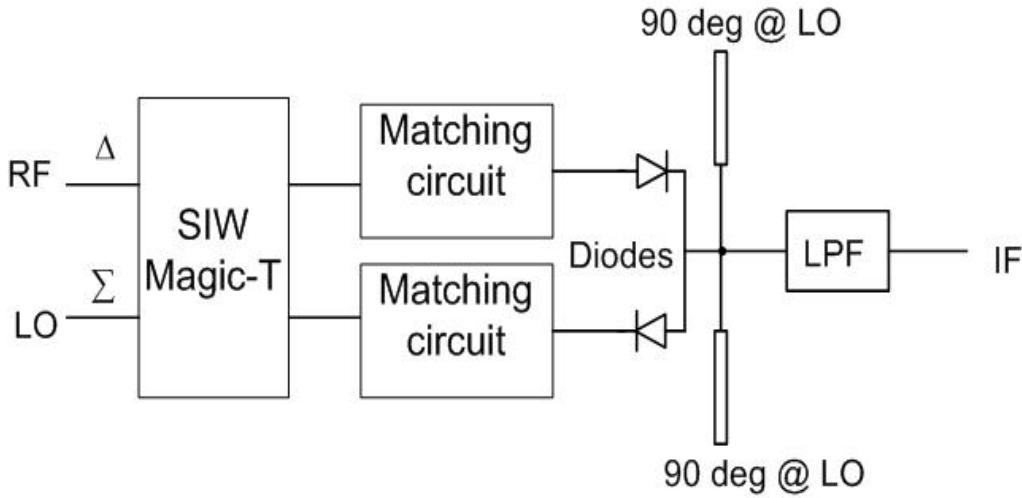 90 deg @ LO
Δ
RF
SIW
Magic-T
Σ
LO
Matching
circuit
Matching
circuit
Diodes
LPF
IF
90 deg @ LO